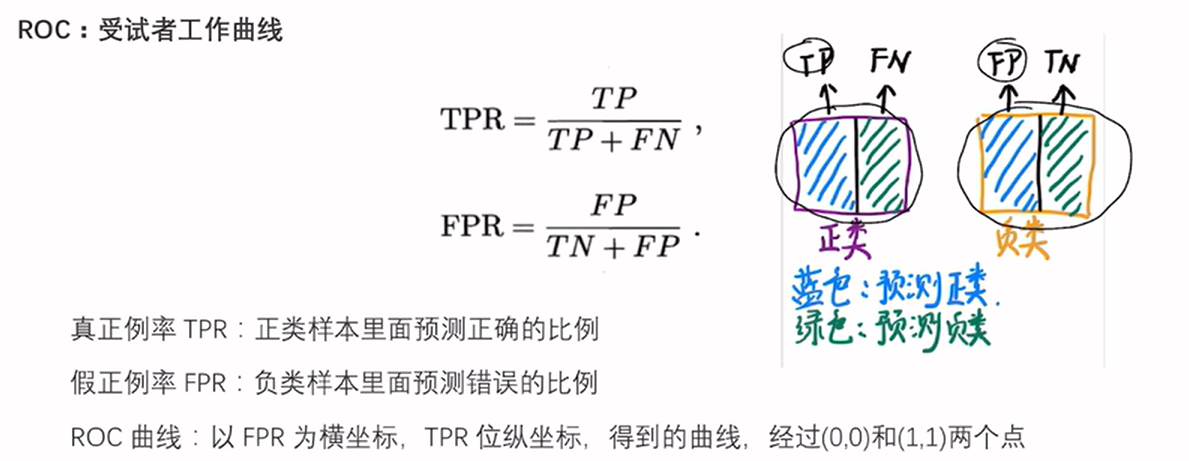 ROC：受试者工作曲线
TPR = TP / (TP + FN) ,
FPR = FP / (TN + FP) .
TP FN FP TN
正类 负类
蓝色：预测正类.
绿色：预测负类
真正例率 TPR：正类样本里面预测正确的比例
假正例率 FPR：负类样本里面预测错误的比例
ROC 曲线：以 FPR 为横坐标，TPR 位纵坐标，得到的曲线，经过(0,0)和(1,1)两个点